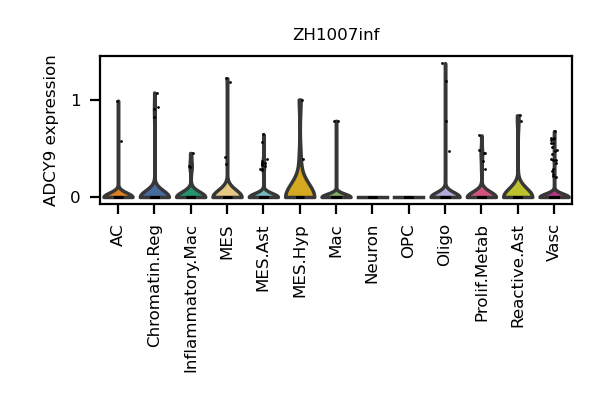 ZH1007inf
ADCY9 expression
1
0
AC
Chromatin.Reg
Inflammatory.Mac
MES
MES.Ast
MES.Hyp
Mac
Neuron
OPC
Oligo
Prolif.Metab
Reactive.Ast
Vasc